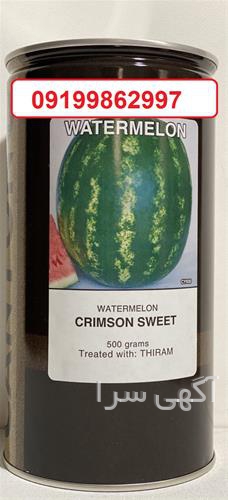 09199862997
WATERMELON
WATERMELON
CRIMSON SWEET
500 grams
Treated with: THIRAM
آگهی سرا